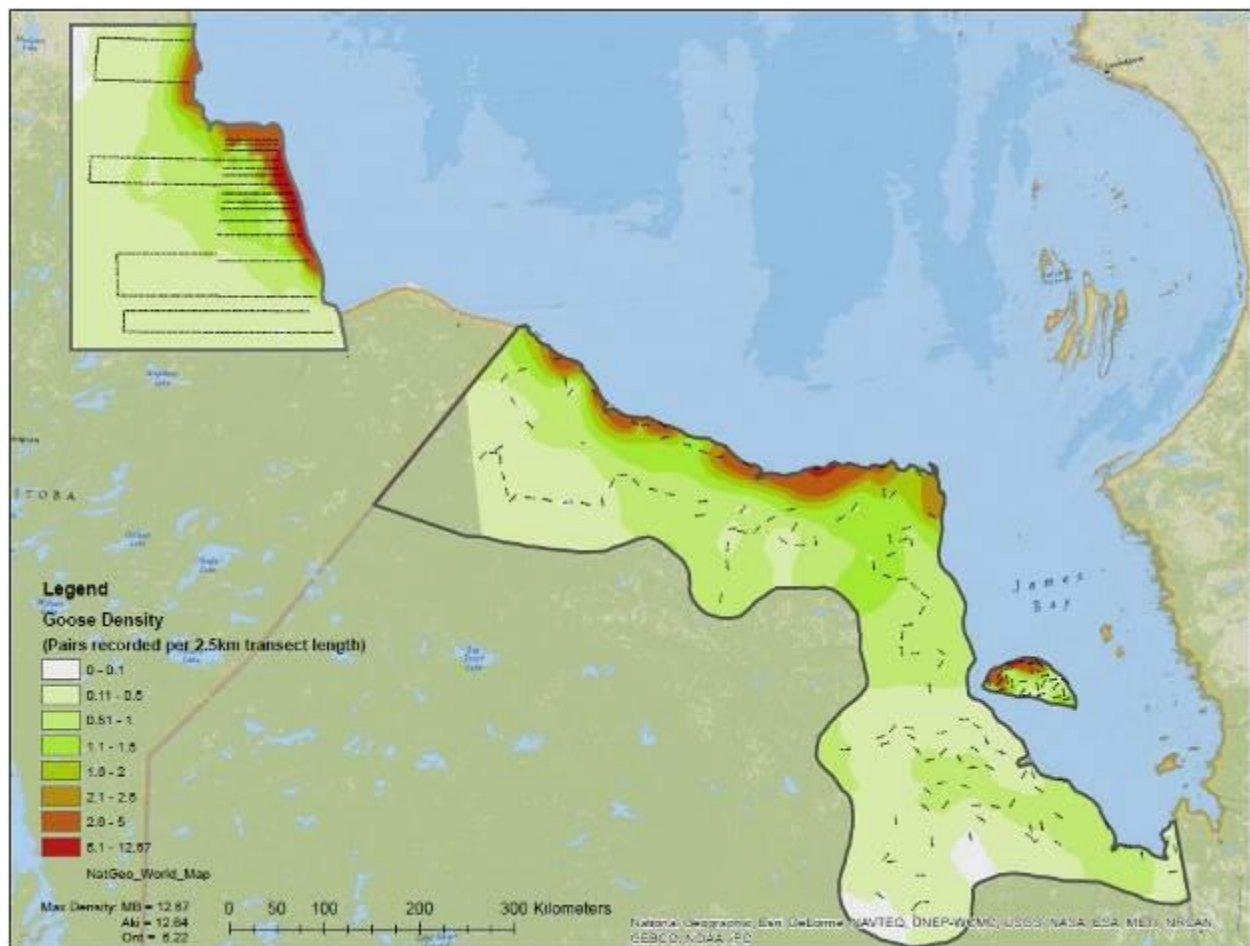 James
Bay
Legend
Goose Density
(Pairs recorded per 2.5km transect length)
0 - 0.1
0.11 - 0.5
0.51 - 1
1.1 - 1.5
1.6 - 2
2.1 - 2.5
2.6 - 5
5.1 - 12.67
NatGeo_World_Map
Max Density: MB = 12.67
Aki = 12.64
Ont = 6.22
0 50 100 200 300 Kilometers
National Geographic, Esri, DeLorme, NAVTEQ, UNEP-WCMC, USGS, NASA, ESA, METI, NRCAN,
GEBCO, NOAA, iPC